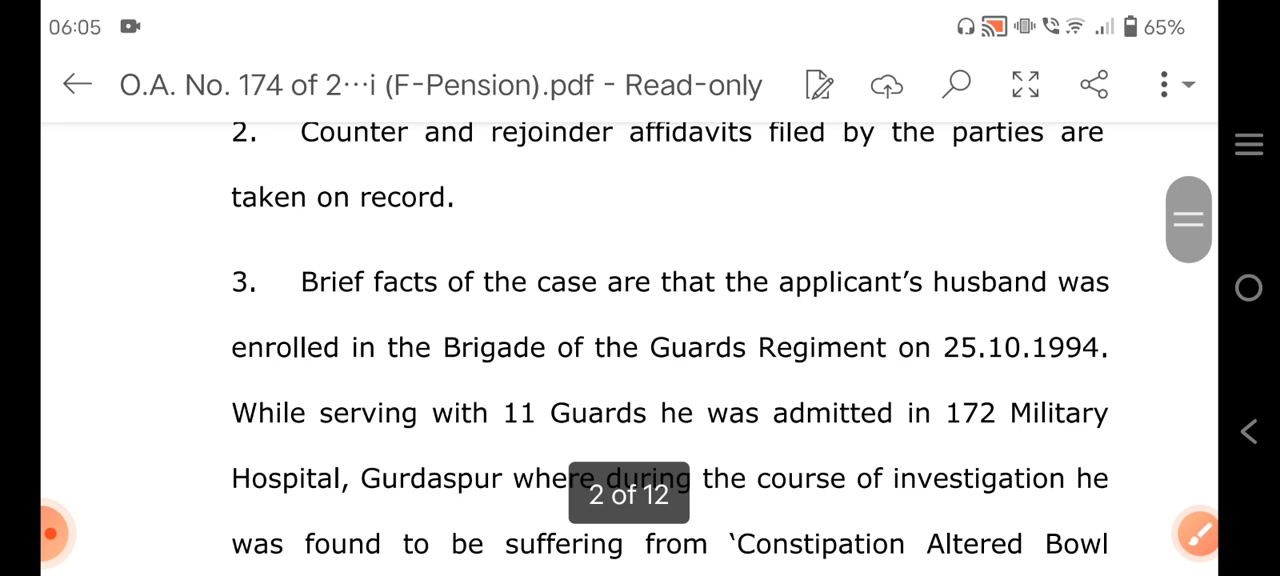 06:05
65%
O.A. No. 174 of 2···i (F-Pension).pdf - Read-only
2. Counter and rejoinder affidavits filed by the parties are
taken on record.
3. Brief facts of the case are that the applicant’s husband was
enrolled in the Brigade of the Guards Regiment on 25.10.1994.
While serving with 11 Guards he was admitted in 172 Military
Hospital, Gurdaspur where during the course of investigation he
2 of 12
was found to be suffering from ‘Constipation Altered Bowl